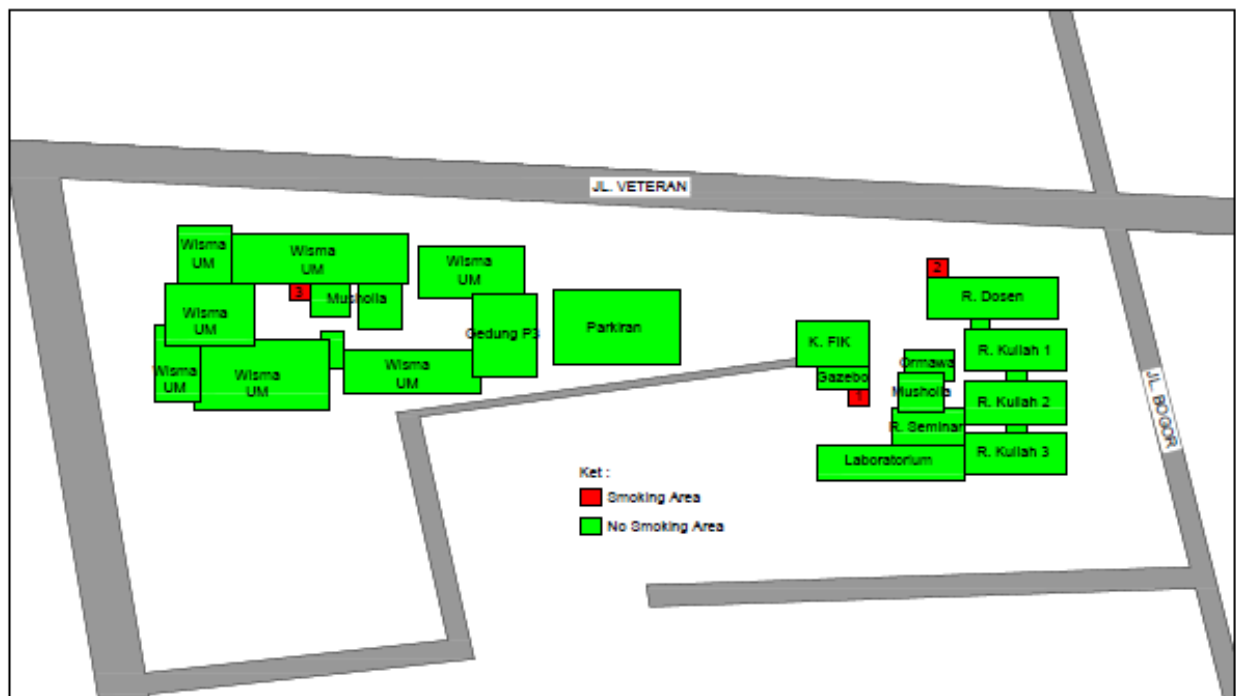 JL. VETERAN
Wisma
UM
Wisma
UM
Wisma
UM
2
3
Musholla
R. Dosen
Wisma
UM
Gedung P3
Parkiran
K. FIK
R. Kuliah 1
Ormawa
Wisma
UM
Wisma
UM
Wisma
UM
Gazebo
Musholla
1
R. Kuliah 2
JL. BOGOR
R. Seminar
Laboratorium
R. Kuliah 3
Ket :
Smoking Area
No Smoking Area